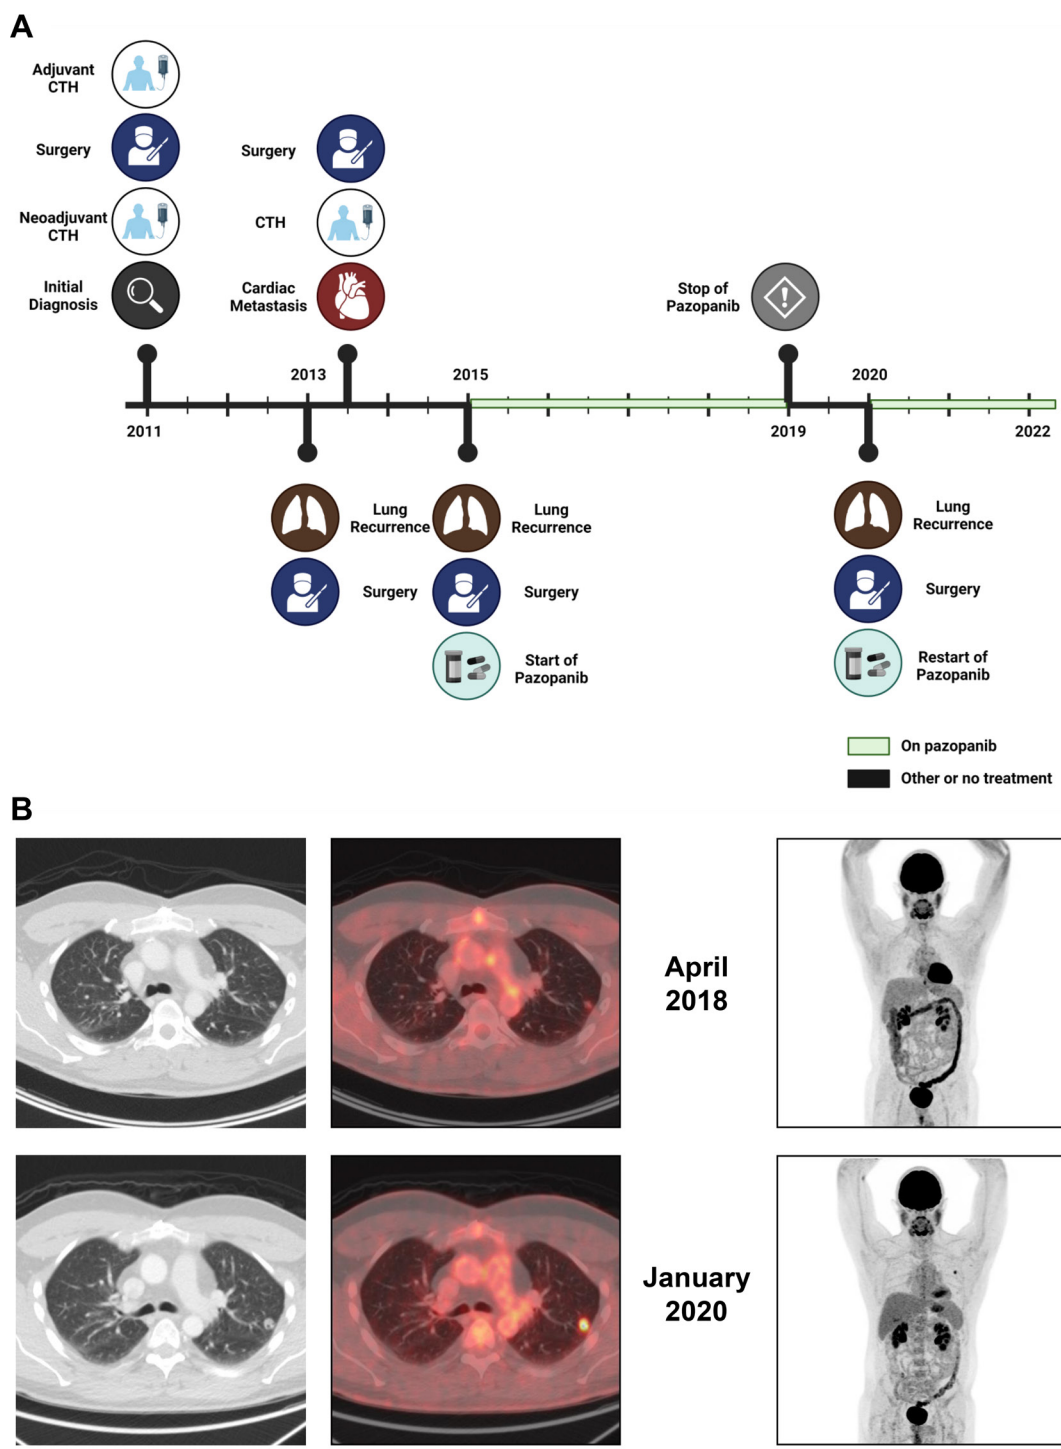 A
Adjuvant
CTH
Surgery
Neoadjuvant
CTH
Initial
Diagnosis
Surgery
CTH
Cardiac
Metastasis
Stop of
Pazopanib
2013
2015
2020
2011
2019
2022
Lung
Recurrence
Surgery
Lung
Recurrence
Surgery
Start of
Pazopanib
Lung
Recurrence
Surgery
Restart of
Pazopanib
On pazopanib
Other or no treatment
B
April
2018
January
2020